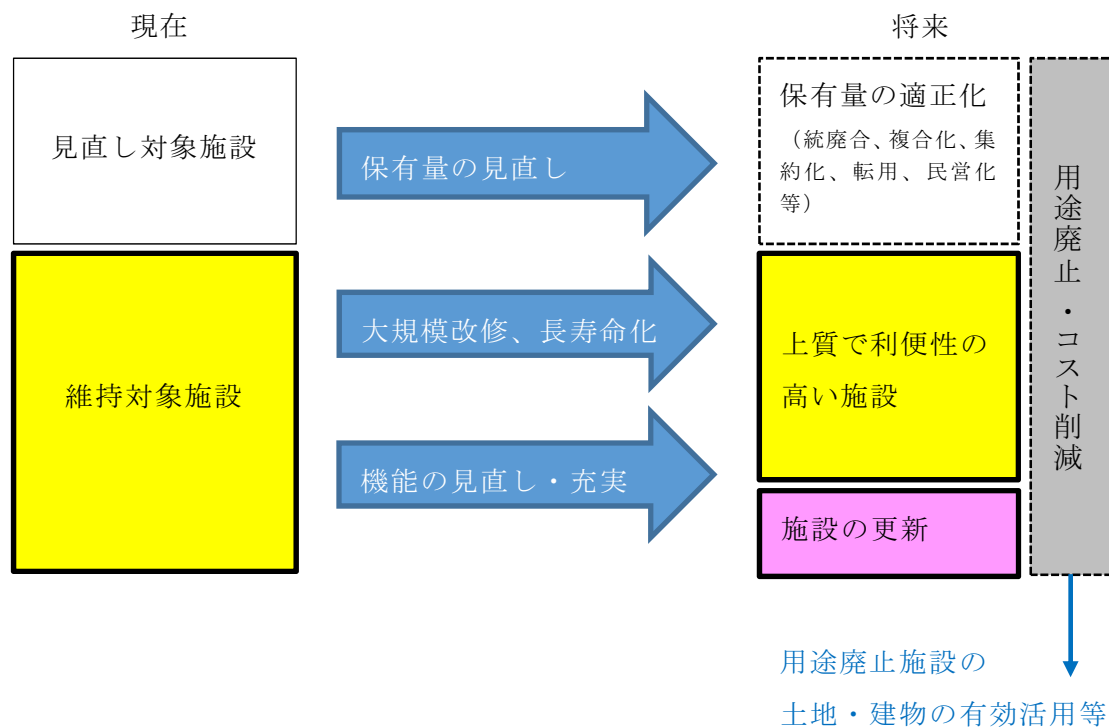 現在
将来
見直し対象施設
保有量の見直し
保有量の適正化
（統廃合、複合化、集
約化、転用、民営化
等）
維持対象施設
大規模改修、長寿命化
機能の見直し・充実
上質で利便性の
高い施設
施設の更新
用途廃止・コスト削減
用途廃止施設の
土地・建物の有効活用等